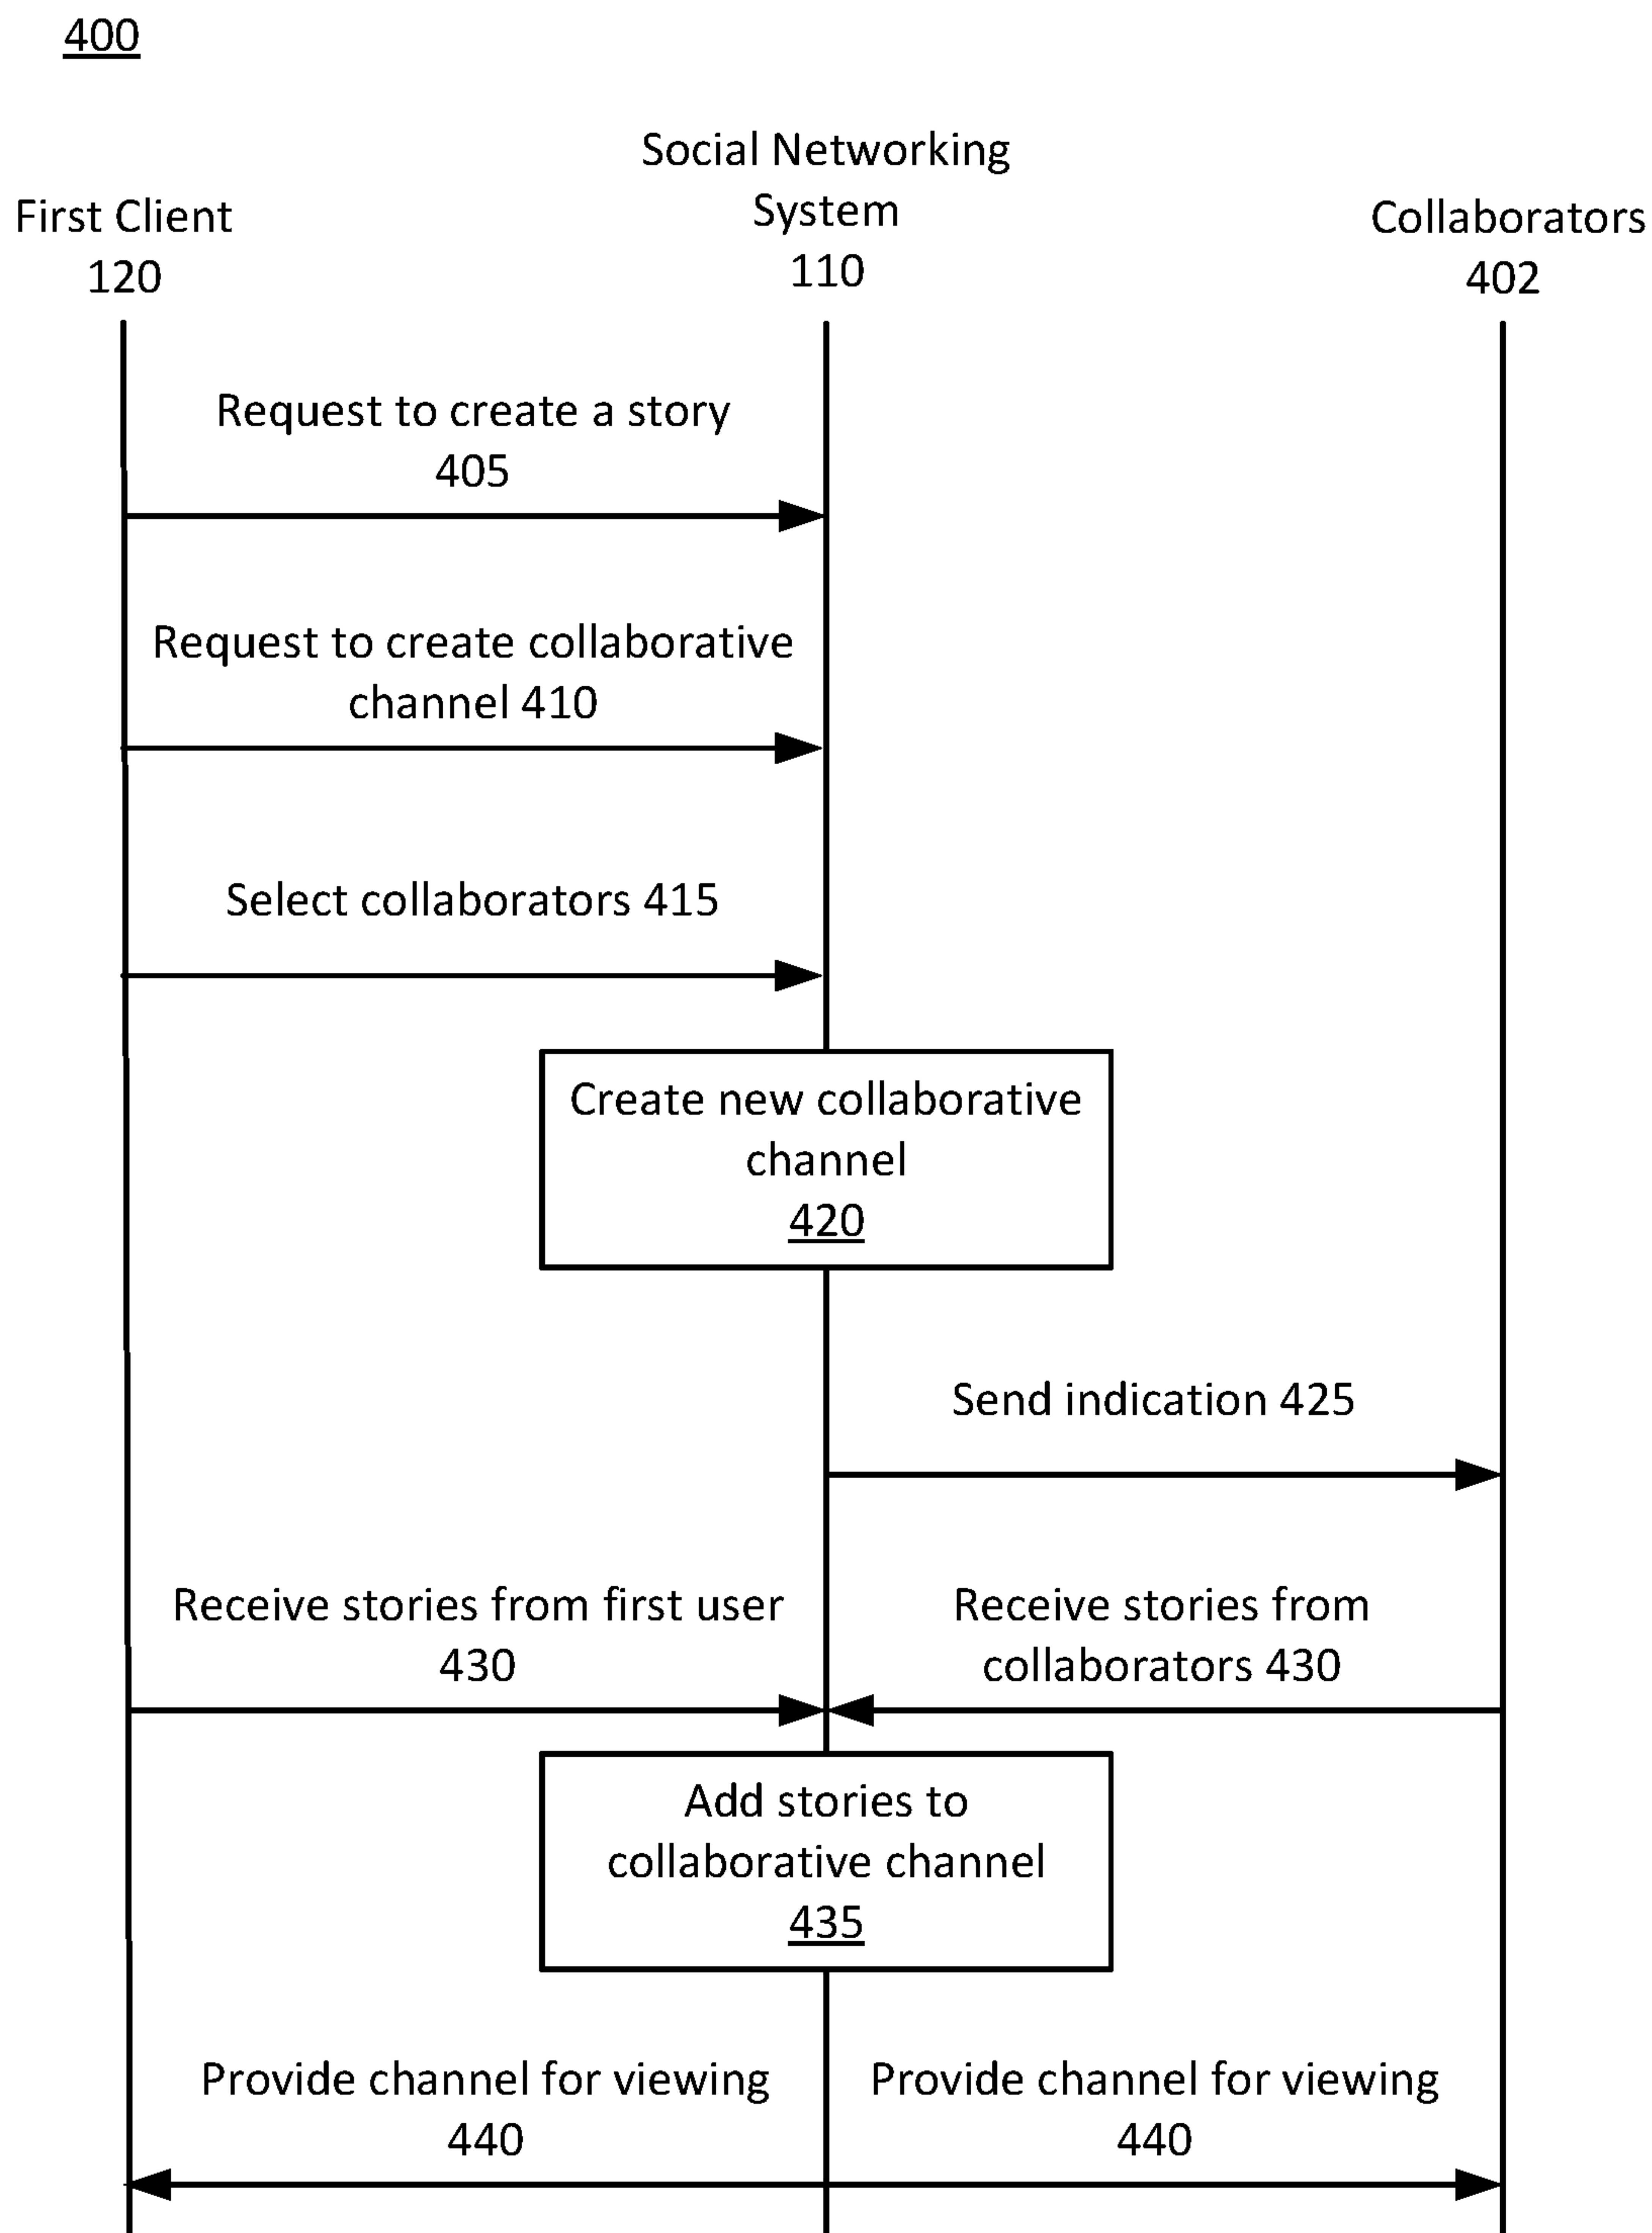 400
Social Networking
System
110
First Client
120
Collaborators
402
Request to create a story
405
Request to create collaborative
channel 410
Select collaborators 415
Create new collaborative
channel
420
Send indication 425
Receive stories from first user
430
Receive stories from
collaborators 430
Add stories to
collaborative channel
435
Provide channel for viewing
440
Provide channel for viewing
440